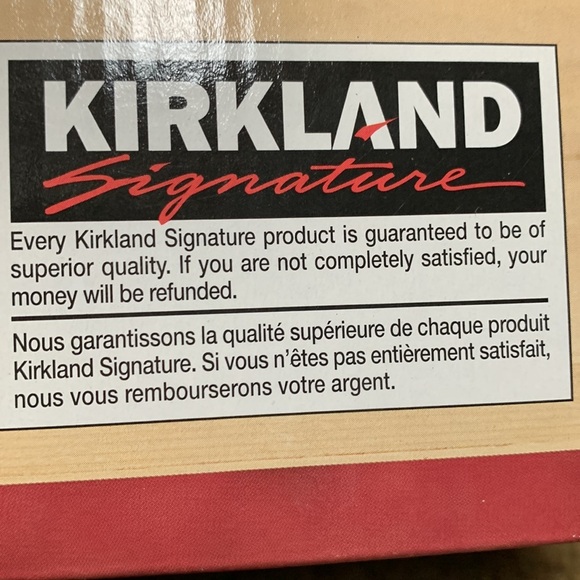 KIRKLAND
Signature
Every Kirkland Signature product is guaranteed to be of
superior quality. If you are not completely satisfied, your
money will be refunded.
Nous garantissons la qualité supérieure de chaque produit
Kirkland Signature. Si vous n'êtes pas entièrement satisfait,
nous vous rembourserons votre argent.